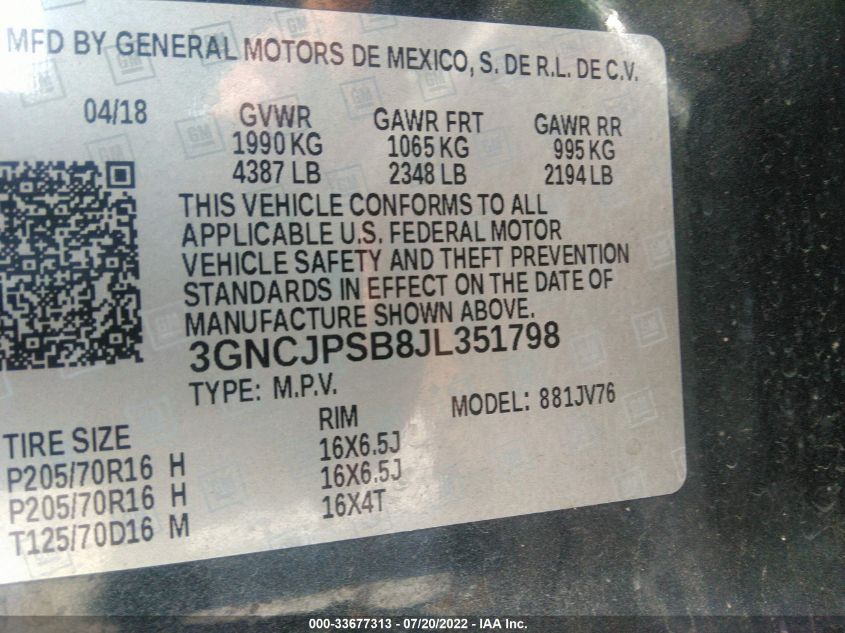 MFD BY GENERAL MOTORS DE MEXICO, S. DE R.L. DE C.V.
04/18 GVWR GAWR FRT GAWR RR
1990 KG 1065 KG 995 KG
4387 LB 2348 LB 2194 LB
THIS VEHICLE CONFORMS TO ALL
APPLICABLE U.S. FEDERAL MOTOR
VEHICLE SAFETY AND THEFT PREVENTION
STANDARDS IN EFFECT ON THE DATE OF
MANUFACTURE SHOWN ABOVE.
3GNCJPSB8JL351798
TYPE: M.P.V. MODEL: 881JV76
TIRE SIZE RIM
P205/70R16 H 16X6.5J
P205/70R16 H 16X6.5J
T125/70D16 M 16X4T
000-33677313 - 07/20/2022 - IAA Inc.